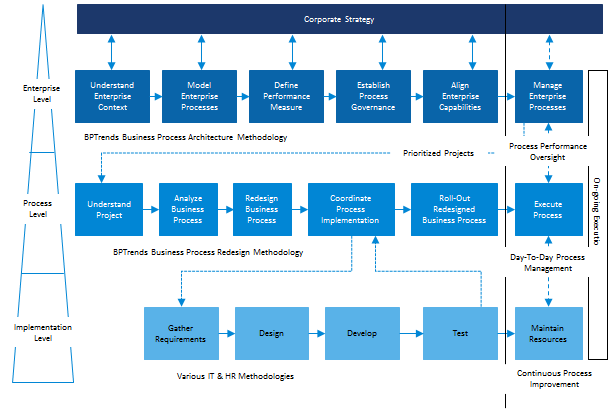 Corporate Strategy
Enterprise
Level
Understand
Enterprise
Context
Model
Enterprise
Processes
Define
Performance
Measure
Establish
Process
Governance
Align
Enterprise
Capabilities
Manage
Enterprise
Processes
BPTrends Business Process Architecture Methodology
Prioritized Projects
Process Performance
Oversight
Process
Level
Understand
Project
Analyze
Business
Process
Redesign
Business
Process
Coordinate
Process
Implementation
Roll-Out
Redesigned
Business Process
Execute
Process
On-going Executio
BPTrends Business Process Redesign Methodology
Day-To-Day Process
Management
Implementation
Level
Gather
Requirements
Design
Develop
Test
Maintain
Resources
Various IT & HR Methodologies
Continuous Process
Improvement